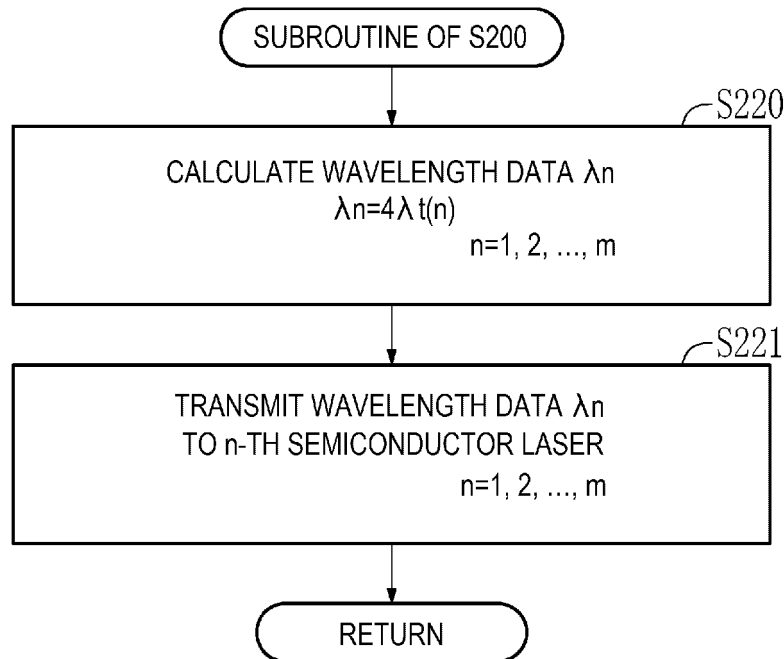 SUBROUTINE OF S200
S220
CALCULATE WAVELENGTH DATA λn
λn=4λt(n)
n=1, 2, ..., m
S221
TRANSMIT WAVELENGTH DATA λn
TO n-TH SEMICONDUCTOR LASER
n=1, 2, ..., m
RETURN